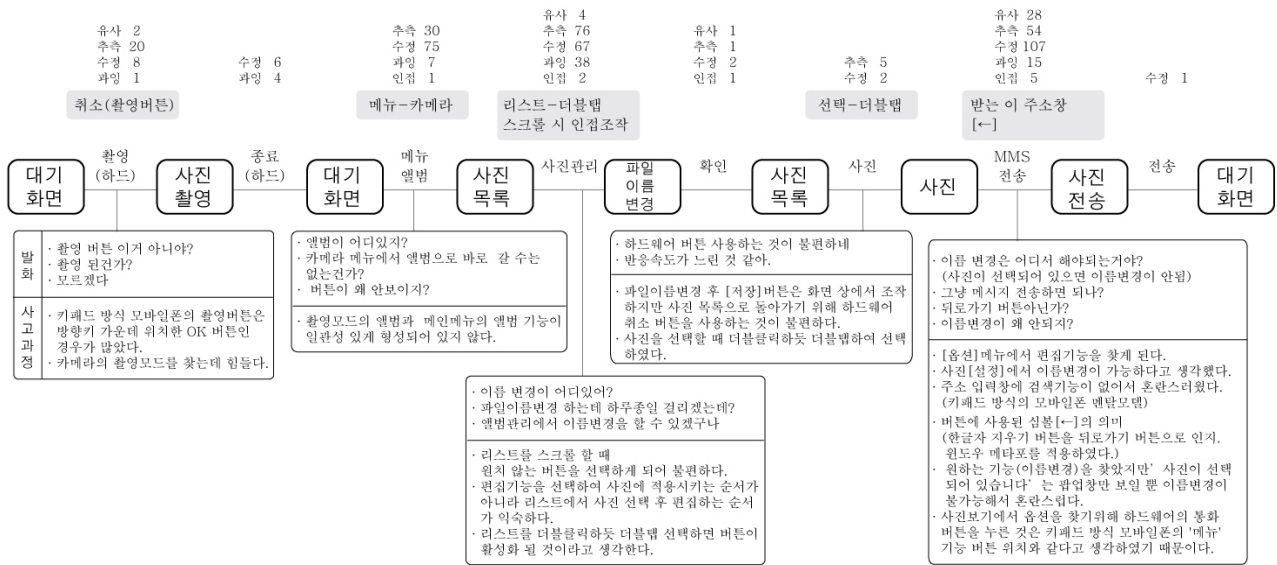 유사 2
추측 20
수정 8
파잉 1
수정 6
파잉 4
추측 30
수정 75
파잉 7
인접 1
유사 4
추측 76
수정 67
파잉 38
인접 2
유사 1
추측 1
수정 2
인접 1
추측 5
수정 2
유사 28
추측 54
수정 107
파잉 15
인접 5
수정 1
취소(촬영버튼)
메뉴-카메라
리스트-더블탭
스크롤 시 인접조작
선택-더블탭
받는 이 주소창
[←]
대기
화면
촬영
(하드)
사진
촬영
종료
(하드)
대기
화면
메뉴
앨범
사진
목록
사진관리
파일
이름
변경
확인
사진
목록
사진
사진
MMS
전송
사진
전송
전송
대기
화면
발화
· 촬영 버튼 이거 아니야?
· 촬영 된건가?
· 모르겠다
사고과정
· 키패드 방식 모바일폰의 촬영버튼은
방향키 가운데 위치한 OK 버튼인
경우가 많았다.
· 카메라의 촬영모드를 찾는데 힘들다.
· 앨범이 어디있지?
· 카메라 메뉴에서 앨범으로 바로 갈 수는
없는건가?
· 버튼이 왜 안보이지?
· 촬영모드의 앨범과 메인메뉴의 앨범 기능이
일관성 있게 형성되어 있지 않다.
· 이름 변경이 어디있어?
· 파일이름변경 하는데 하루종일 걸리겠는데?
· 앨범관리에서 이름변경을 할 수 있겠구나
· 리스트를 스크롤 할 때
원치 않는 버튼을 선택하게 되어 불편하다.
· 편집기능을 선택하여 사진에 적용시키는 순서가
아니라 리스트에서 사진 선택 후 편집하는 순서
가 익숙하다.
· 리스트를 더블클릭하듯 더블탭 선택하면 버튼이
활성화 될 것이라고 생각한다.
· 하드웨어 버튼 사용하는 것이 불편하네
· 반응속도가 느린 것 같아.
· 파일이름변경 후 [저장]버튼은 화면 상에서 조작
하지만 사진 목록으로 돌아가기 위해 하드웨어
취소 버튼을 사용하는 것이 불편하다.
· 사진을 선택할 때 더블클릭하듯 더블탭하여 선택
하였다.
· 이름 변경은 어디서 해야되는거야?
(사진이 선택되어 있으면 이름변경이 안됨)
· 그냥 메시지 전송하면 되나?
· 뒤로가기 버튼아닌가?
· 이름변경이 왜 안되지?
· [옵션]메뉴에서 편집기능을 찾게 된다.
· 사진[설정]에서 이름변경이 가능하다고 생각했다.
· 주소 입력창에 검색기능이 없어서 혼란스러웠다.
(키패드 방식의 모바일폰 멘탈모델)
· 버튼에 사용된 심볼[←]의 의미
(한글자 지우기 버튼을 뒤로가기 버튼으로 인지.
윈도우 메타포를 적용하였다.)
· 원하는 기능(이름변경)을 찾았지만’ 사진이 선택
되어 있습니다’ 는 팝업창만 보일 뿐 이름변경이
불가능해서 혼란스럽다.
· 사진보기에서 옵션을 찾기위해 하드웨어의 통화
버튼을 누른 것은 키패드 방식 모바일폰의 '메뉴'
기능 버튼 위치와 같다고 생각하였기 때문이다.